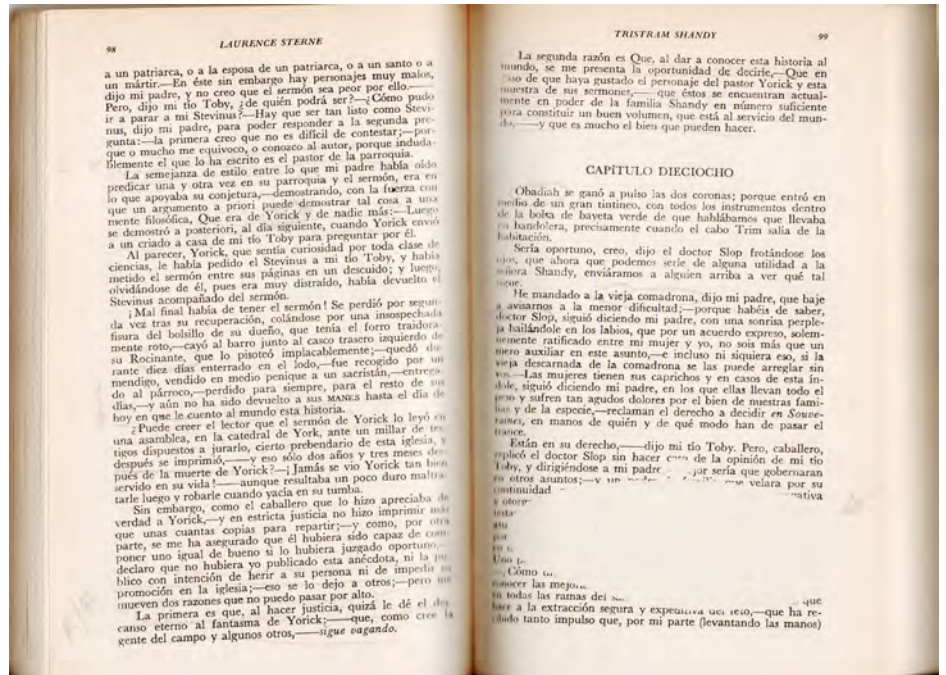 98
LAURENCE STERNE
a un patriarca, o a la esposa de un patriarca, o a un santo o a
un mártir.—En éste sin embargo hay personajes muy malos,
dijo mi padre, y no creo que el sermón sea peor por ello.——
Pero, dijo mi tío Toby, ¿de quién podrá ser?—¿Cómo pudo
ir a parar a mi Stevinus?—Hay que ser tan listo como Stevi-
nus, dijo mi padre, para poder responder a la segunda pre-
gunta:—la primera creo que no es difícil de contestar;—por-
que o mucho me equivoco, o conozco al autor, porque induda-
blemente el que lo ha escrito es el pastor de la parroquia.
La semejanza de estilo entre lo que mi padre había oído
predicar una y otra vez en su parroquia y el sermón, era en
lo que apoyaba su conjetura,—demostrando, con la fuerza con
que un argumento a priori puede demostrar tal cosa a una
mente filosófica, Que era de Yorick y de nadie más:—Luego
se demostró a posteriori, al día siguiente, cuando Yorick envió
a un criado a casa de mi tío Toby para preguntar por él.
Al parecer, Yorick, que sentía curiosidad por toda clase de
ciencias, le había pedido el Stevinus a mi tío Toby, y había
metido el sermón entre sus páginas en un descuido; y luego,
olvidándose de él, pues era muy distraído, había devuelto el
Stevinus acompañado del sermón.
¡Mal final había de tener el sermón! Se perdió por segun-
da vez tras su recuperación, colándose por una insospechada
fisura del bolsillo de su dueño, que tenía el forro traidora-
mente roto,—cayó al barro junto al casco trasero izquierdo de
su Rocinante, que lo pisoteó implacablemente;—quedó du-
rante diez días enterrado en el lodo,—fue recogido por un
mendigo, vendido en medio penique a un sacristán,—entrega-
do al párroco,—perdido para siempre, para el resto de sus
días,—y aún no ha sido devuelto a sus MANES hasta el día de
hoy en que le cuento al mundo esta historia.
¿Puede creer el lector que el sermón de Yorick lo leyó en
una asamblea, en la catedral de York, ante un millar de tes-
tigos dispuestos a jurarlo, cierto prebendario de esta iglesia, y
después se imprimió,——y eso sólo dos años y tres meses des-
pués de la muerte de Yorick?—¡Jamás se vio Yorick tan bien
servido en su vida!——aunque resultaba un poco duro maltra-
tarle luego y robarle cuando yacía en su tumba.
Sin embargo, como el caballero que lo hizo apreciaba de
verdad a Yorick,—y en estricta justicia no hizo imprimir más
que unas cuantas copias para repartir;—y como, por otra
parte, se me ha asegurado que él hubiera sido capaz de com-
poner uno igual de bueno si lo hubiera juzgado oportuno,—
declaro que no hubiera yo publicado esta anécdota, ni la pu-
blico con intención de herir a su persona ni de impedir su
promoción en la iglesia;—eso se lo dejo a otros;—pero me
mueven dos razones que no puedo pasar por alto.
La primera es que, al hacer justicia, quizá le dé el des-
canso eterno al fantasma de Yorick;——que, como cree la
gente del campo y algunos otros,——sigue vagando.
TRISTRAM SHANDY
99
La segunda razón es Que, al dar a conocer esta historia al
mundo, se me presenta la oportunidad de decirle,—Que en
caso de que haya gustado el personaje del pastor Yorick y esta
muestra de sus sermones,——que éstos se encuentran actual-
mente en poder de la familia Shandy en número suficiente
para constituir un buen volumen, que está al servicio del mun-
do,——y que es mucho el bien que pueden hacer.
CAPÍTULO DIECIOCHO
Obadiah se ganó a pulso las dos coronas; porque entró en
medio de un gran tintineo, con todos los instrumentos dentro
de la bolsa de bayeta verde de que hablábamos que llevaba
en bandolera, precisamente cuando el cabo Trim salía de la
habitación.
Sería oportuno, creo, dijo el doctor Slop frotándose los
ojos, que ahora que podemos serle de alguna utilidad a la
señora Shandy, enviáramos a alguien arriba a ver qué tal
sigue.
He mandado a la vieja comadrona, dijo mi padre, que baje
a avisarnos a la menor dificultad;—porque habéis de saber,
doctor Slop, siguió diciendo mi padre, con una sonrisa perple-
ja bailándole en los labios, que por un acuerdo expreso, solem-
nemente ratificado entre mi mujer y yo, no sois más que un
mero auxiliar en este asunto,—e incluso ni siquiera eso, si la
vieja descarnada de la comadrona se las puede arreglar sin
vos.—Las mujeres tienen sus caprichos y en casos de esta ín-
dole, siguió diciendo mi padre, en los que ellas llevan todo el
peso y sufren tan agudos dolores por el bien de nuestras fami-
lias y de la especie,—reclaman el derecho a decidir en Souve-
raines, en manos de quién y de qué modo han de pasar el
trance.
Están en su derecho,——dijo mi tío Toby. Pero, caballero,
replicó el doctor Slop sin hacer de la opinión de mi tío
Toby, y dirigiéndose a mi padre sería que gobernaran
en otros asuntos;—y velara por su
continuidad
Uno
Cómo
conocer las
en todas las ramas del que
hace a la extracción segura y del feto,—que ha re-
cibido tanto impulso que, por mi parte (levantando las manos)